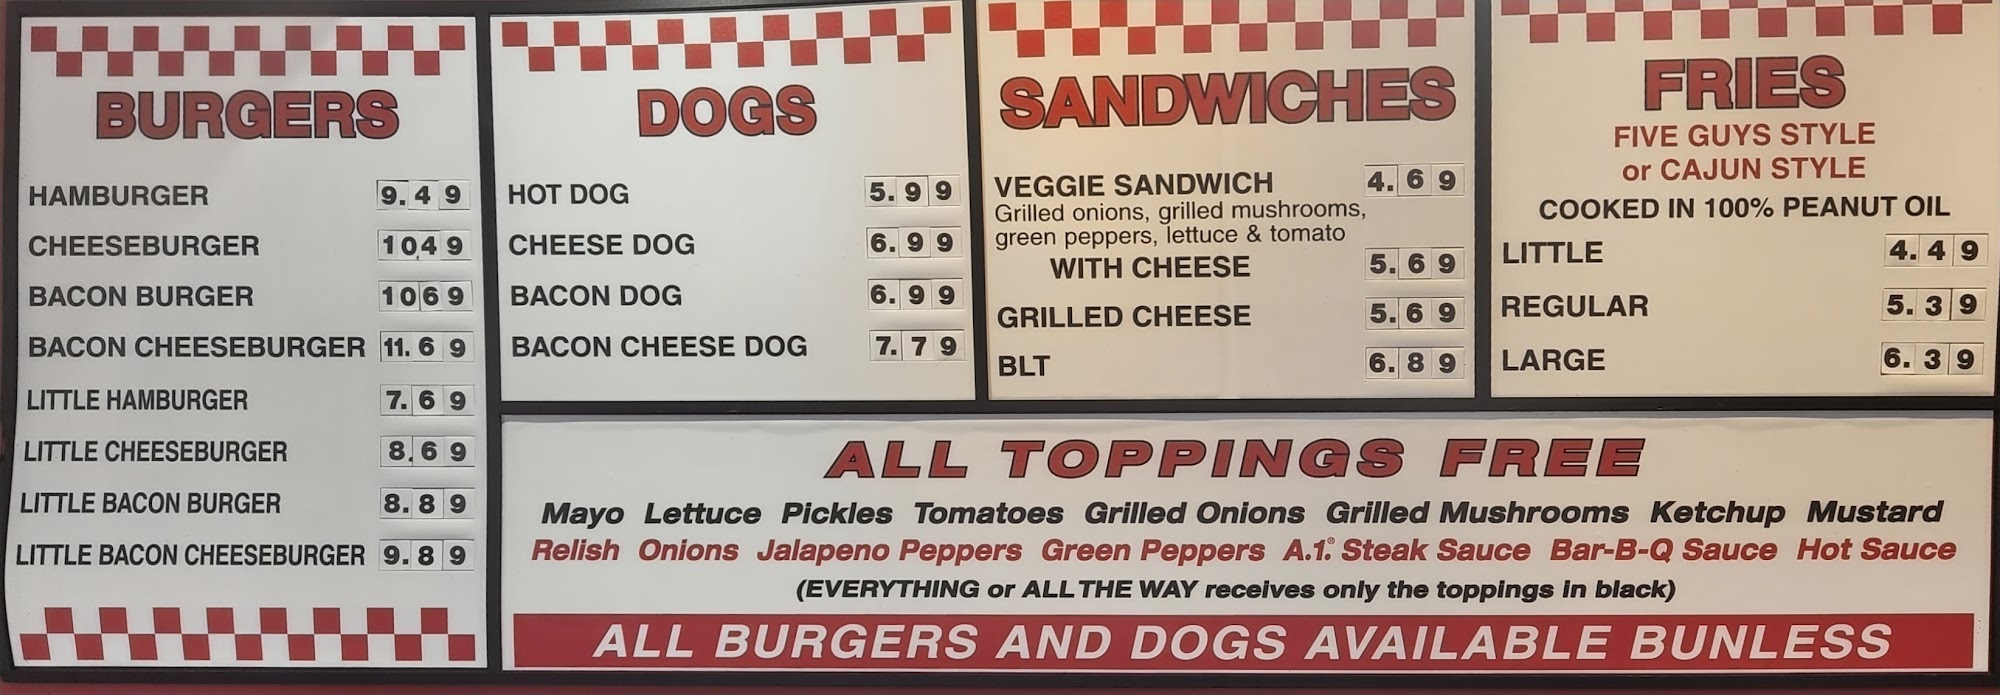 BURGERS
HAMBURGER 9.49
CHEESEBURGER 10.49
BACON BURGER 1069
BACON CHEESEBURGER 11.69
LITTLE HAMBURGER 7.69
LITTLE CHEESEBURGER 8.69
LITTLE BACON BURGER 8.89
LITTLE BACON CHEESEBURGER 9.89
DOGS
HOT DOG 5.99
CHEESE DOG 6.99
BACON DOG 6.99
BACON CHEESE DOG 7.79
SANDWICHES
VEGGIE SANDWICH 4.69
Grilled onions, grilled mushrooms,
green peppers, lettuce & tomato
WITH CHEESE 5.69
GRILLED CHEESE 5.69
BLT 6.89
FRIES
FIVE GUYS STYLE
or CAJUN STYLE
COOKED IN 100% PEANUT OIL
LITTLE 4.49
REGULAR 5.39
LARGE 6.39
ALL TOPPINGS FREE
Mayo Lettuce Pickles Tomatoes Grilled Onions Grilled Mushrooms Ketchup Mustard
Relish Onions Jalapeno Peppers Green Peppers A.1.® Steak Sauce Bar-B-Q Sauce Hot Sauce
(EVERYTHING or ALL THE WAY receives only the toppings in black)
ALL BURGERS AND DOGS AVAILABLE BUNLESS